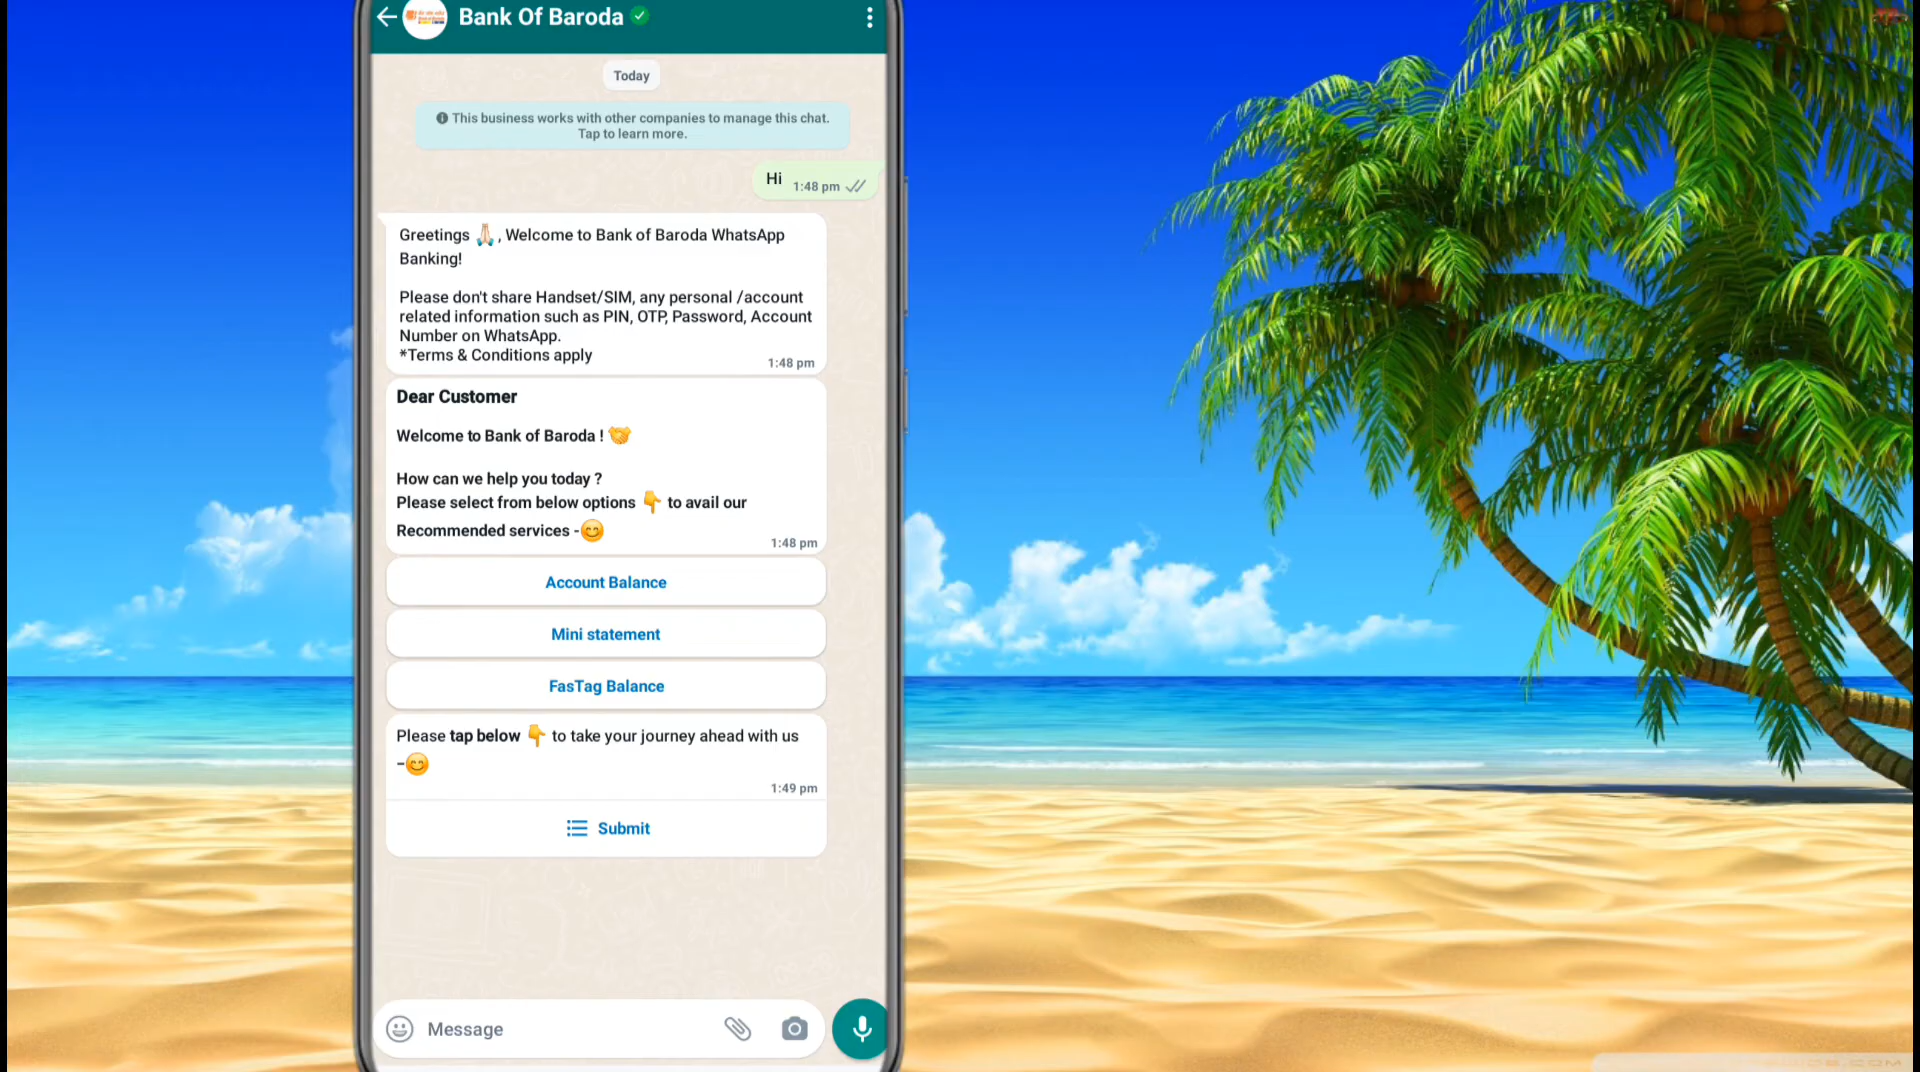 Bank Of Baroda
Today
This business works with other companies to manage this chat.
Tap to learn more.
Hi 1:48 pm
Greetings 🙏🏻, Welcome to Bank of Baroda WhatsApp
Banking!
Please don't share Handset/SIM, any personal /account
related information such as PIN, OTP, Password, Account
Number on WhatsApp.
*Terms & Conditions apply
1:48 pm
Dear Customer
Welcome to Bank of Baroda ! 🤝
How can we help you today ?
Please select from below options 👇 to avail our
Recommended services -😊
1:48 pm
Account Balance
Mini statement
FasTag Balance
Please tap below 👇 to take your journey ahead with us
-😊
1:49 pm
Submit
Message